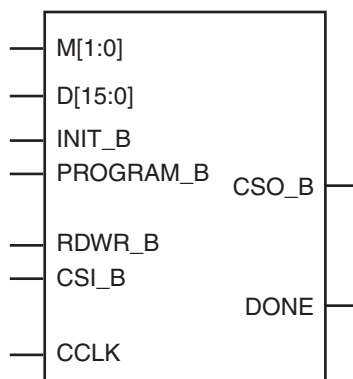 M[1:0]
D[15:0]
INIT_B
PROGRAM_B
CSO_B
RDWR_B
CSI_B
DONE
CCLK